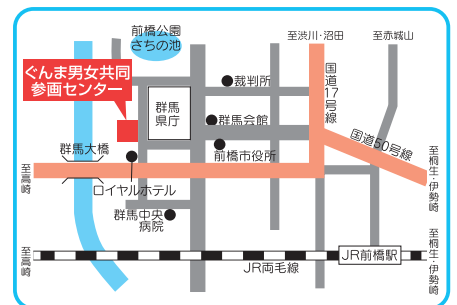 前橋公園
さちの池
至渋川・沼田
至赤城山
ぐんま男女共同
参画センター
裁判所
国道17号線
群馬
県庁
群馬会館
国道50号線
群馬大橋
前橋市役所
至高崎
至桐生・伊勢崎
ロイヤルホテル
群馬中央
病院
至高崎
JR前橋駅
至桐生・伊勢崎
JR両毛線